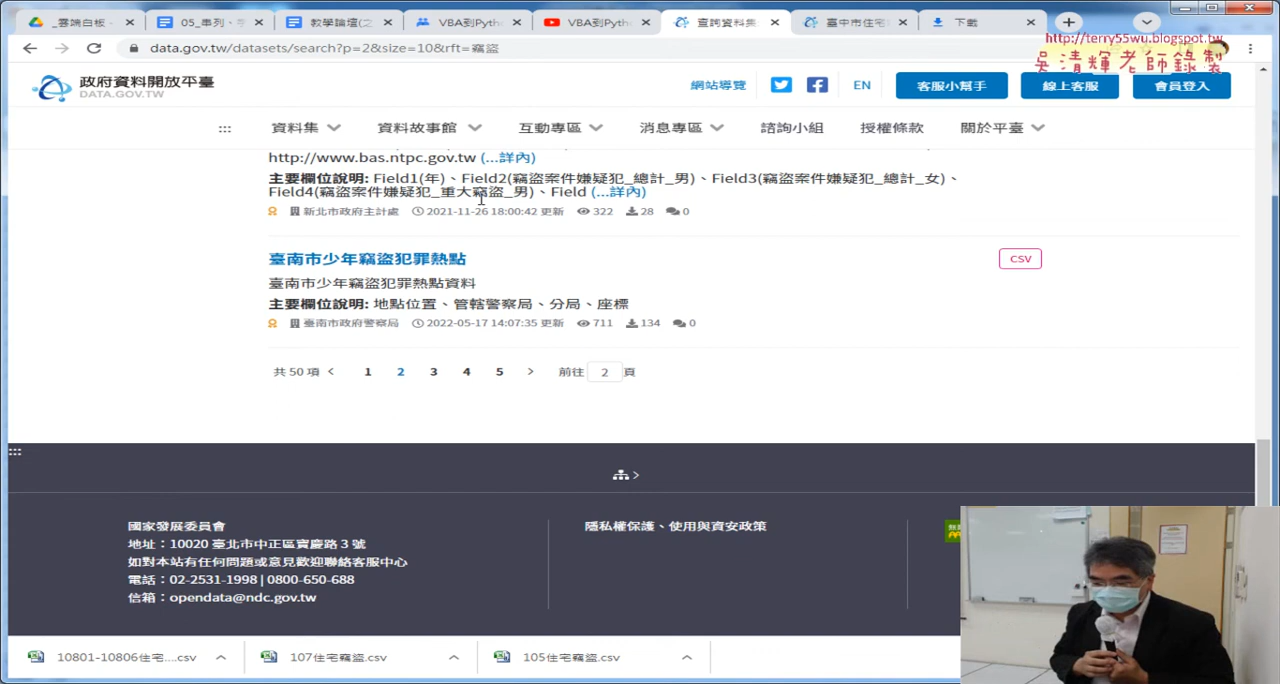 _雲端白板 -
05_串列、字
教學論壇(之
VBA到Pyth
VBA到Pyth
查詢資料集
臺中市住宅
下載
data.gov.tw/datasets/search?p=2&size=10&rft=竊盜
http://terry55wu.blogspot.tw
吳清輝老師錄製
政府資料開放平臺
DATA.GOV.TW
網站導覽
EN
客服小幫手
線上客服
會員登入
資料集
資料故事館
互動專區
消息專區
諮詢小組
授權條款
關於平臺
http://www.bas.ntpc.gov.tw (...詳內)
主要欄位說明: Field1(年)、Field2(竊盜案件嫌疑犯_總計_男)、Field3(竊盜案件嫌疑犯_總計_女)、
Field4(竊盜案件嫌疑犯_重大竊盜_男)、Field (...詳內)
新北市政府主計處 2021-11-26 18:00:42 更新 322 28 0
臺南市少年竊盜犯罪熱點
CSV
臺南市少年竊盜犯罪熱點資料
主要欄位說明: 地點位置、管轄警察局、分局、座標
臺南市政府警察局 2022-05-17 14:07:35 更新 711 134 0
共 50 項 < 1 2 3 4 5 > 前往 2 頁
國家發展委員會
地址：10020 臺北市中正區寶慶路 3 號
如對本站有任何問題或意見歡迎聯絡客服中心
電話：02-2531-1998 | 0800-650-688
信箱：opendata@ndc.gov.tw
隱私權保護、使用與資安政策
10801-10806住宅....csv
107住宅竊盜.csv
105住宅竊盜.csv